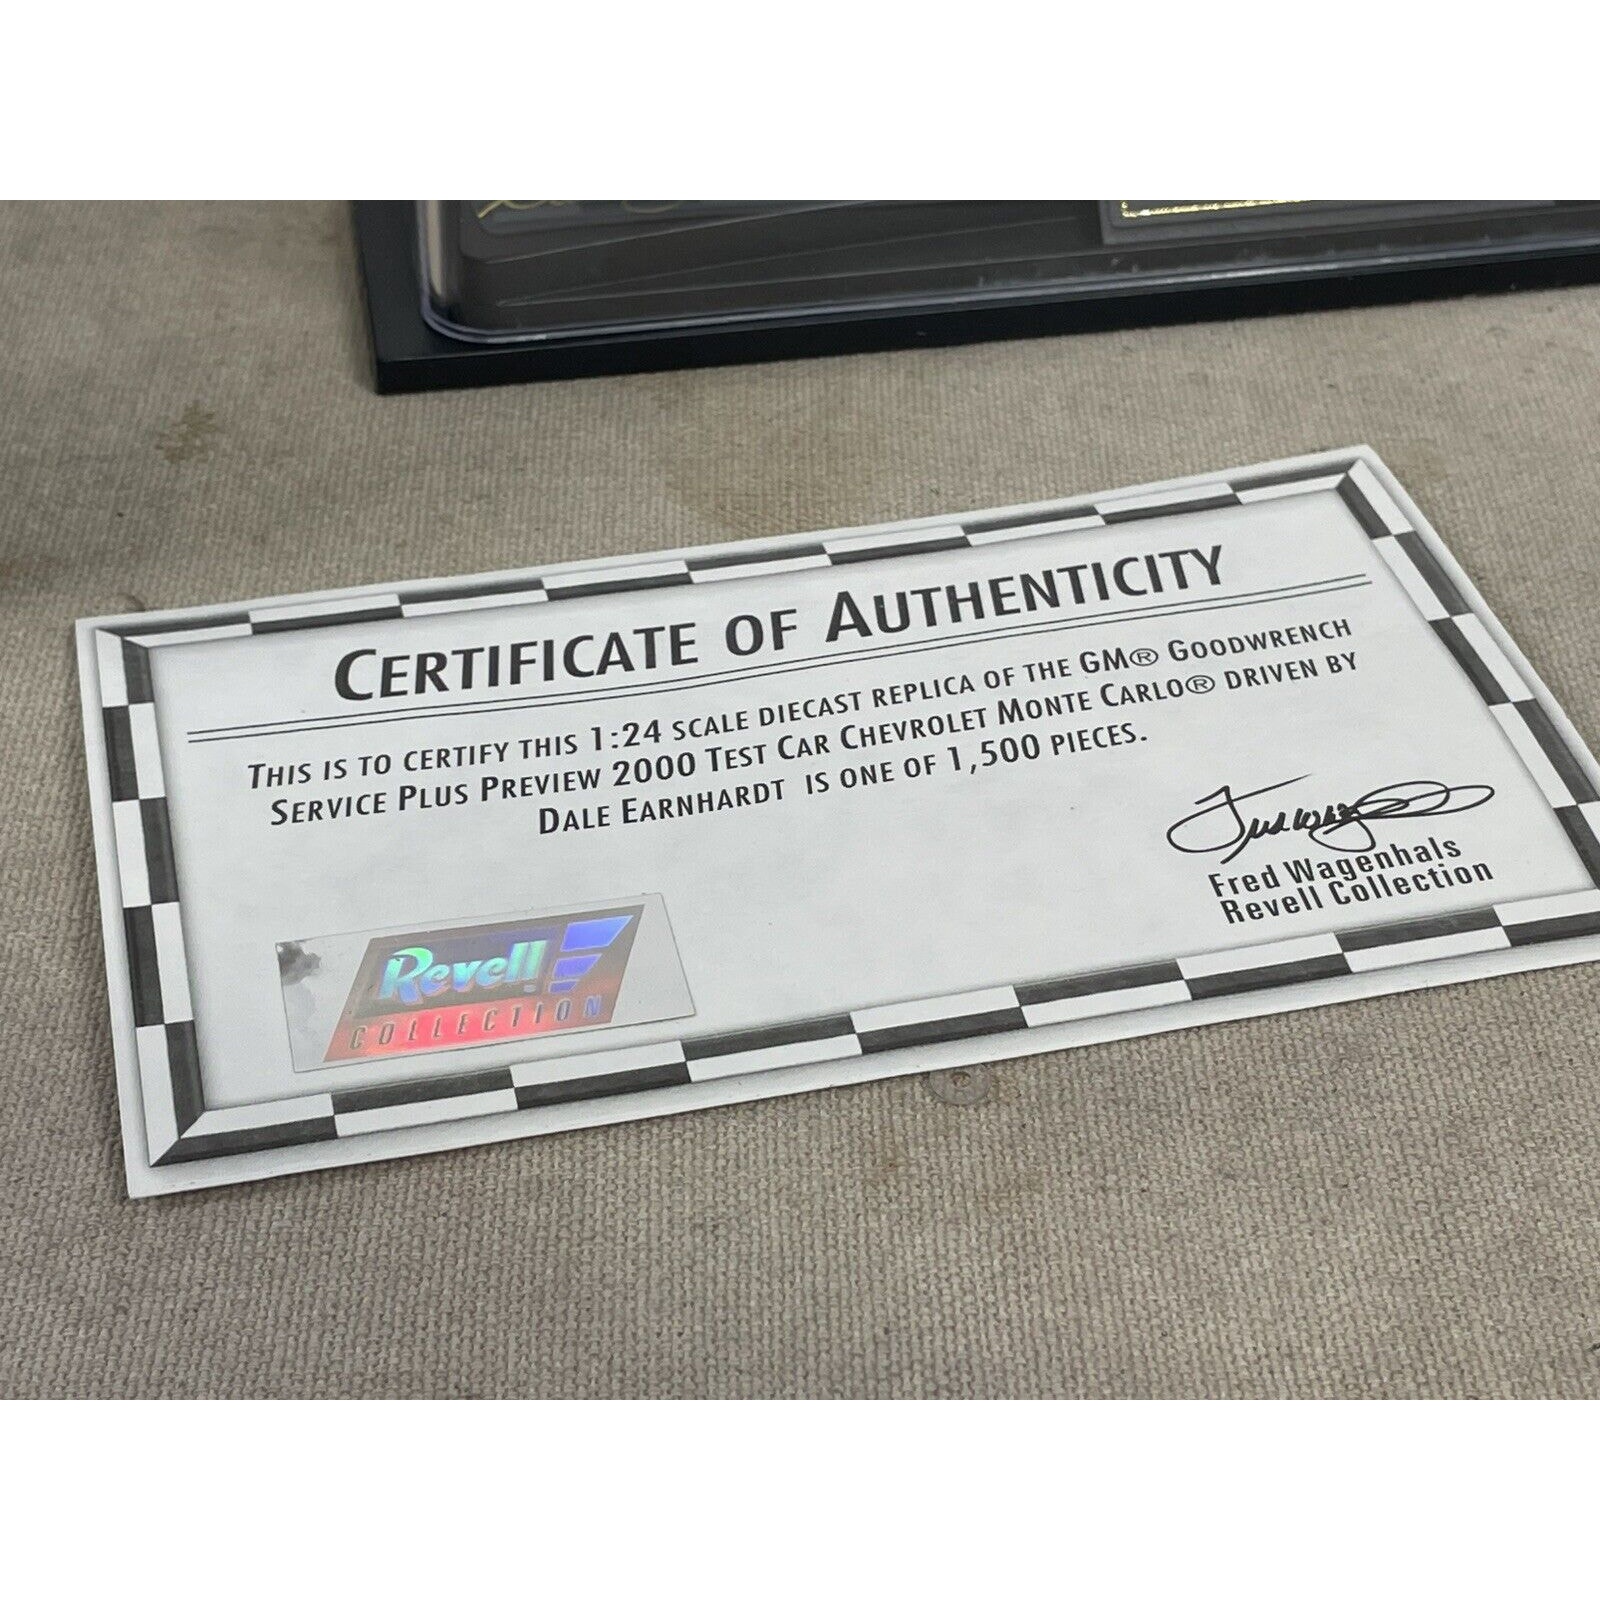 CERTIFICATE OF AUTHENTICITY
THIS IS TO CERTIFY THIS 1:24 SCALE DIECAST REPLICA OF THE GM® GOODWRENCH
SERVICE PLUS PREVIEW 2000 TEST CAR CHEVROLET MONTE CARLO® DRIVEN BY
DALE EARNHARDT IS ONE OF 1,500 PIECES.
Fred Wagenhals
Revell Collection
Revell
COLLECTION